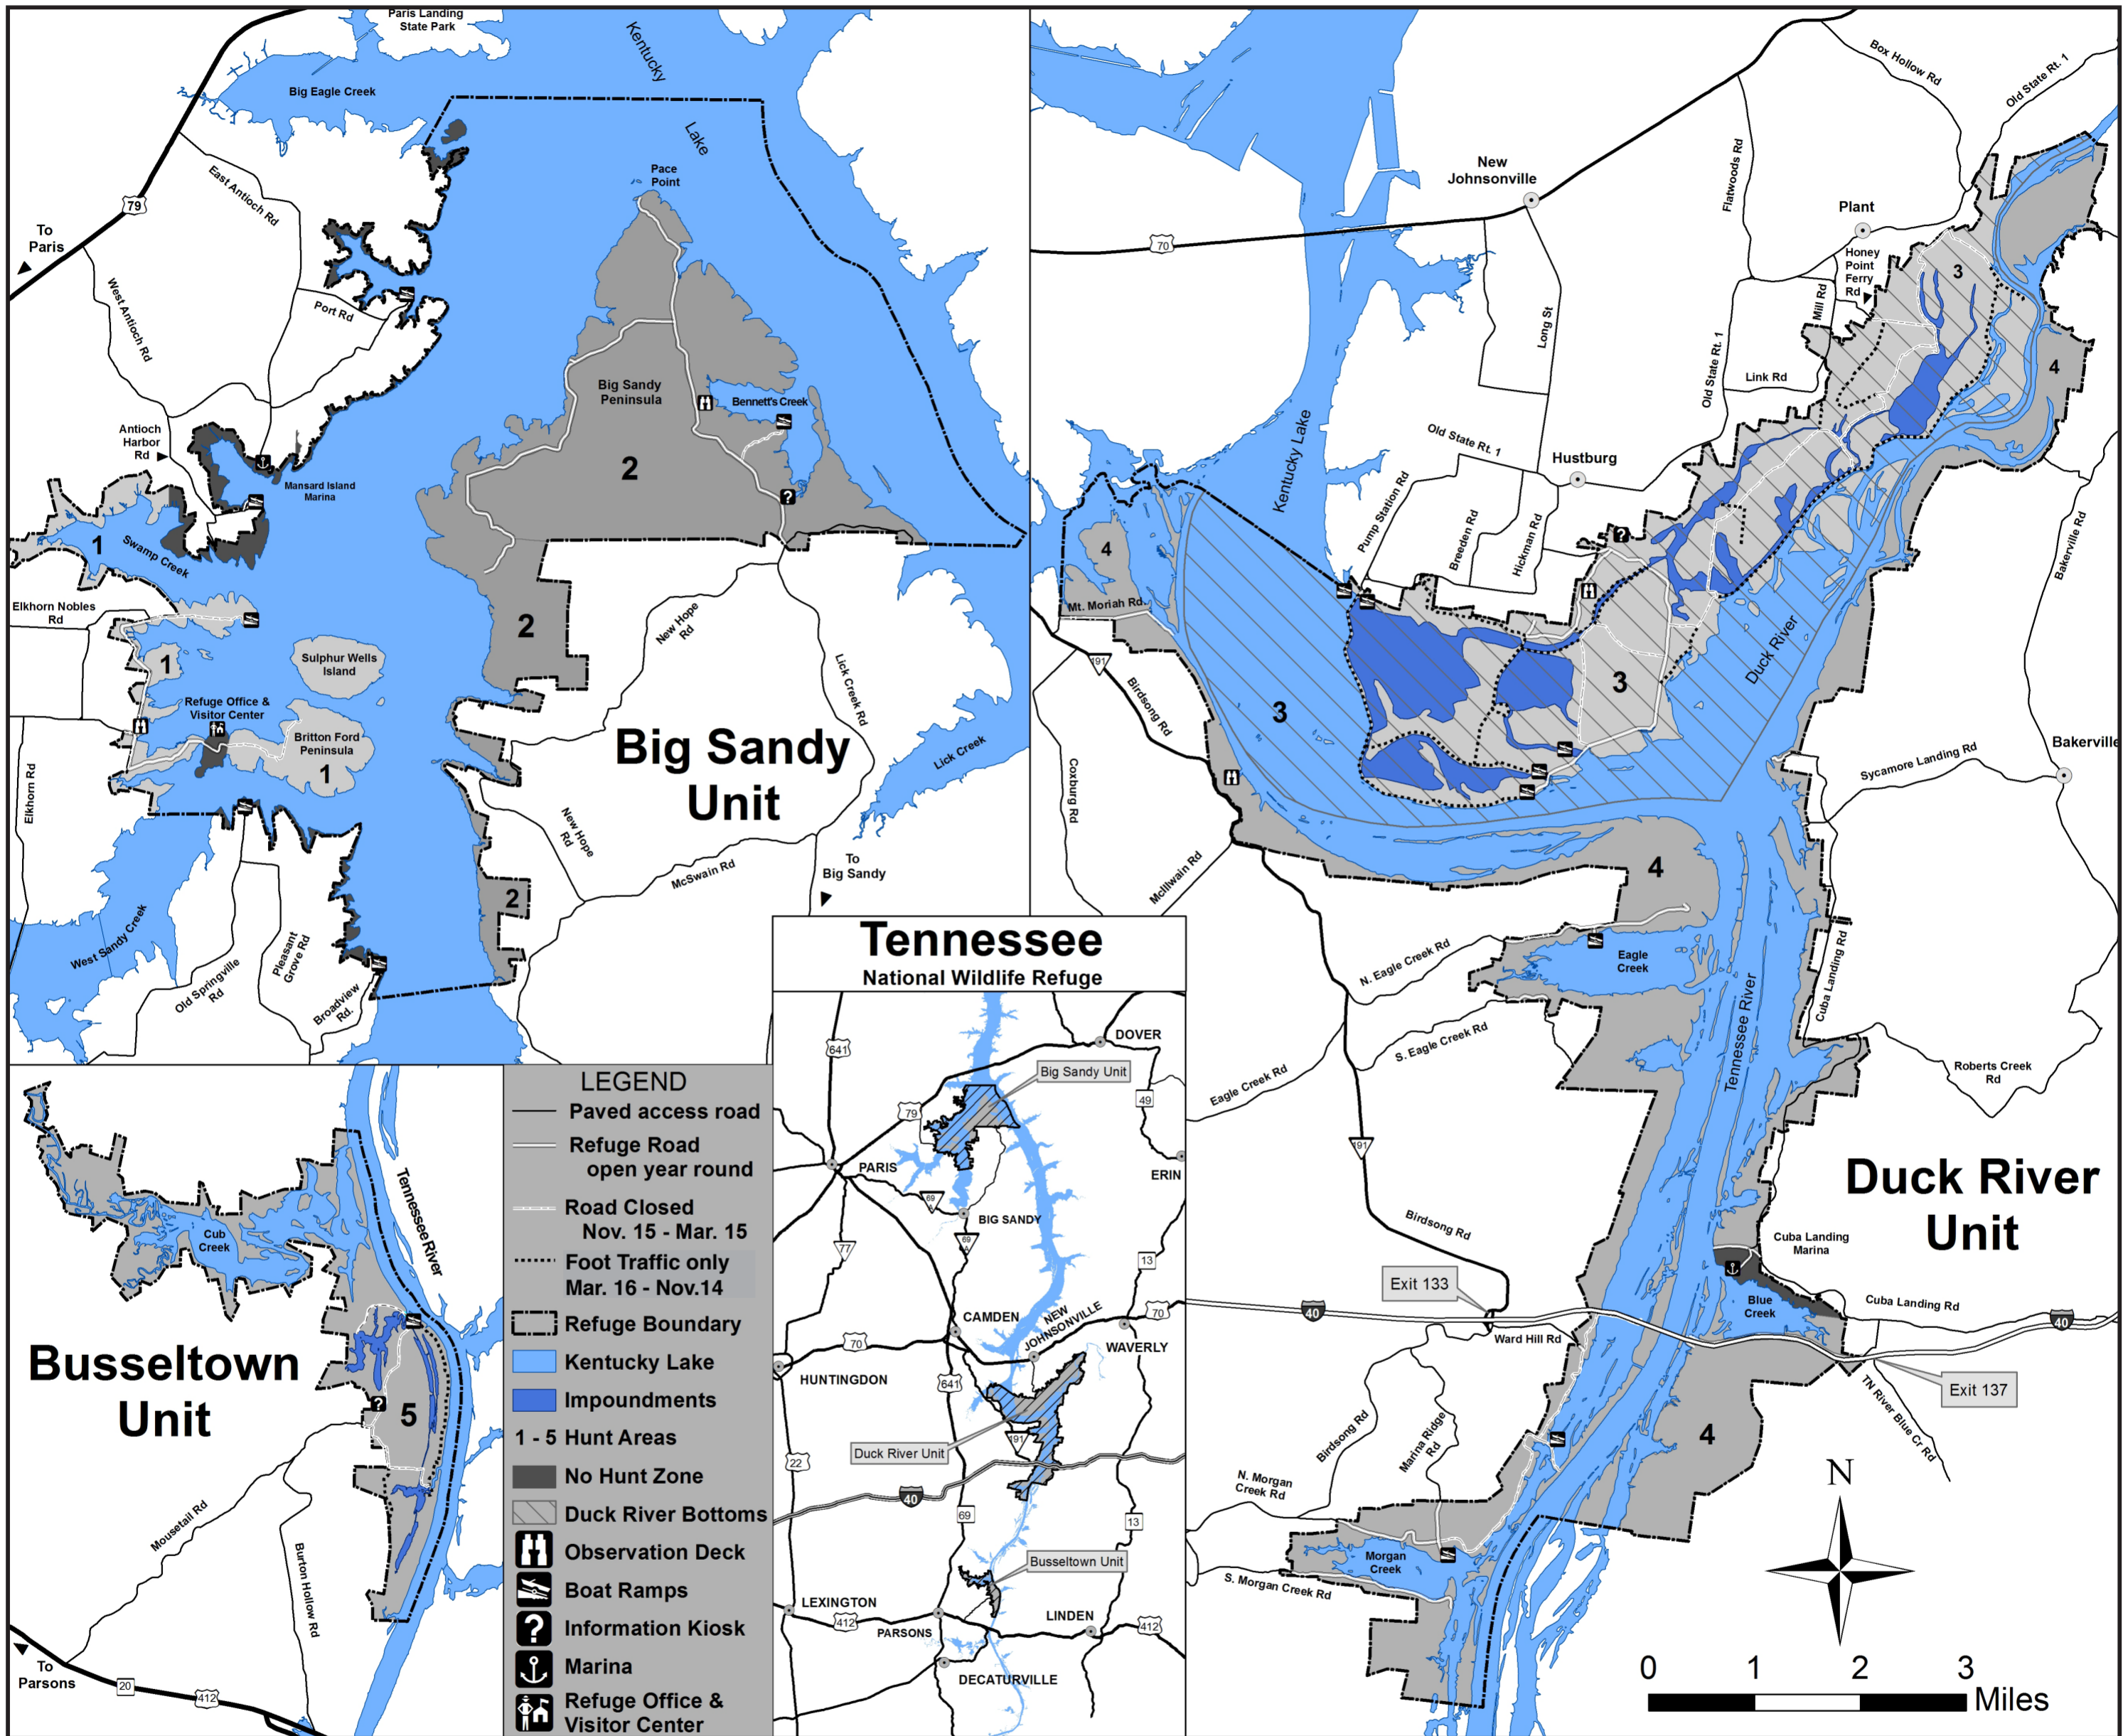 Paris Landing
State Park
Kentucky
Lake
Big Eagle Creek
Pace
Point
East Antioch Rd
79
To
Paris
West Antioch Rd
Port Rd
Big Sandy
Peninsula
Bennett's Creek
Antioch
Harbor
Rd
Mansard Island
Marina
2
?
1
Swamp Creek
Elkhorn Nobles
Rd
2
New Hope
Rd
1
Sulphur Wells
Island
Lick Creek Rd
Refuge Office &
Visitor Center
Britton Ford
Peninsula
1
Big Sandy
Unit
Lick Creek
Elkhorn Rd
New Hope
Rd
McSwain Rd
To
Big Sandy
2
West Sandy Creek
Old Springville
Rd
Pleasant
Grove Rd
Broadview
Rd.
Box Hollow Rd
Old State Rt. 1
New
Johnsonville
Flatwoods Rd
Plant
70
Honey
Point
Ferry
Rd
3
Mill Rd
Long St
Old State Rt. 1
Link Rd
4
Kentucky Lake
Old State Rt. 1
Hustburg
Pump Station Rd
Breeden Rd
Hickman Rd
?
Bakerville Rd
4
Mt. Moriah Rd.
191
Birdsong Rd
Duck River
3
3
Coxburg Rd
Sycamore Landing Rd
Bakerville
McIllwain Rd
4
N. Eagle Creek Rd
Eagle
Creek
Cuba Landing Rd
Tennessee River
S. Eagle Creek Rd
Eagle Creek Rd
Roberts Creek
Rd
191
Duck River
Unit
Birdsong Rd
Cuba Landing
Marina
Exit 133
40
Blue
Creek
Cuba Landing Rd
40
Ward Hill Rd
Exit 137
TN River Blue Cr Rd
Birdsong Rd
Marina Ridge
Rd
4
N. Morgan
Creek Rd
Morgan
Creek
S. Morgan Creek Rd
N
0 1 2 3
Miles
Tennessee
National Wildlife Refuge
641
DOVER
Big Sandy Unit
79
49
PARIS
ERIN
69
A
BIG SANDY
69
A
77
13
CAMDEN
NEW
JOHNSONVILLE
70
70
WAVERLY
HUNTINGDON
641
Duck River Unit
191
22
40
69
13
Busseltown Unit
LEXINGTON
412
PARSONS
LINDEN
412
DECATURVILLE
Cub
Creek
Tennessee River
Busseltown
Unit
?
5
Mousetail Rd
Burton Hollow Rd
To
Parsons
20
412
LEGEND
Paved access road
Refuge Road
open year round
Road Closed
Nov. 15 - Mar. 15
Foot Traffic only
Mar. 16 - Nov.14
Refuge Boundary
Kentucky Lake
Impoundments
1 - 5 Hunt Areas
No Hunt Zone
Duck River Bottoms
Observation Deck
Boat Ramps
? Information Kiosk
Marina
Refuge Office &
Visitor Center